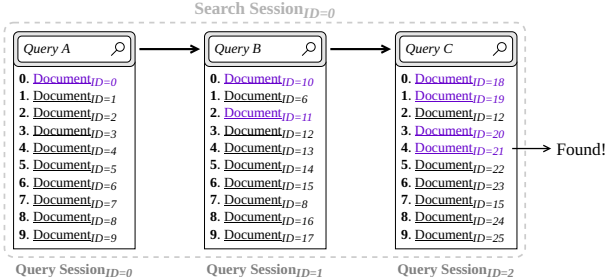 Search Session ID=0
Query A
0. Document ID=0
1. Document ID=1
2. Document ID=2
3. Document ID=3
4. Document ID=4
5. Document ID=5
6. Document ID=6
7. Document ID=7
8. Document ID=8
9. Document ID=9
Query Session ID=0
Query B
0. Document ID=10
1. Document ID=6
2. Document ID=11
3. Document ID=12
4. Document ID=13
5. Document ID=14
6. Document ID=15
7. Document ID=8
8. Document ID=16
9. Document ID=17
Query Session ID=1
Query C
0. Document ID=18
1. Document ID=19
2. Document ID=12
3. Document ID=20
4. Document ID=21
5. Document ID=22
6. Document ID=23
7. Document ID=15
8. Document ID=24
9. Document ID=25
Query Session ID=2
Found!